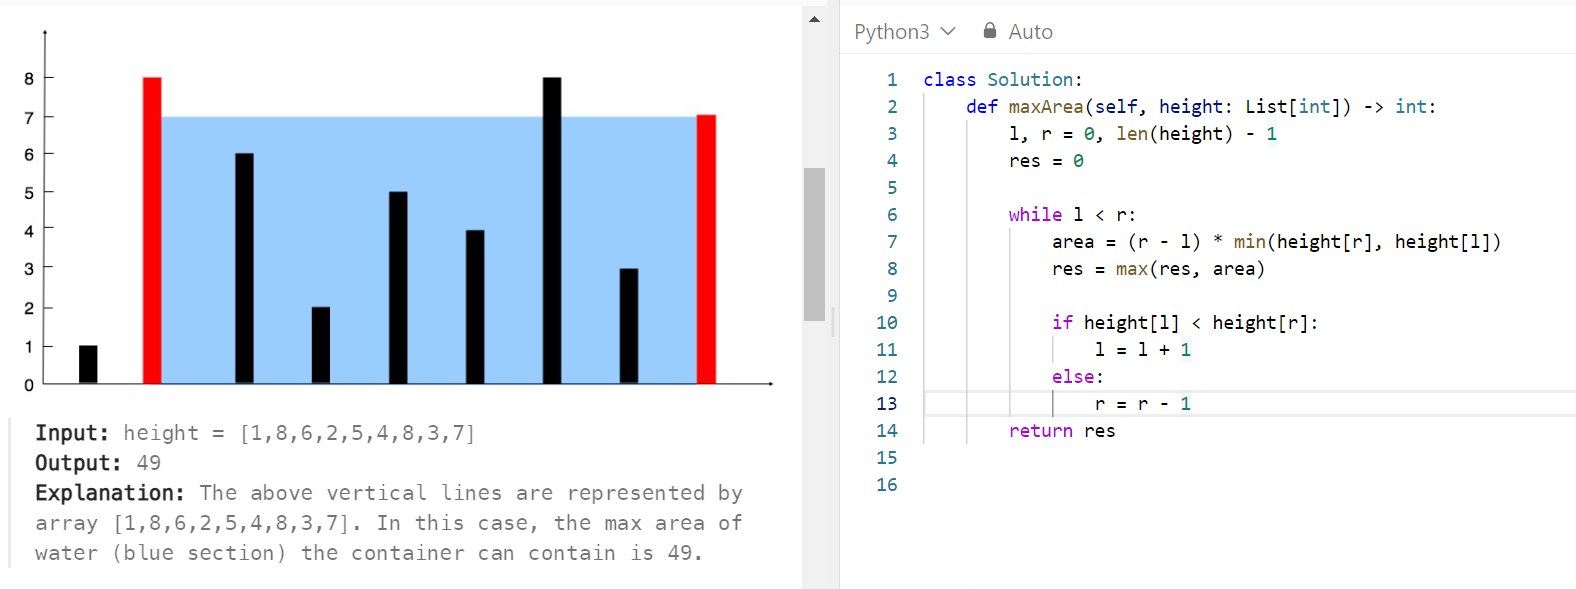 8
7
6
5
4
3
2
1
0
Input: height = [1,8,6,2,5,4,8,3,7]
Output: 49
Explanation: The above vertical lines are represented by
array [1,8,6,2,5,4,8,3,7]. In this case, the max area of
water (blue section) the container can contain is 49.
Python3 Auto
1 class Solution:
2 def maxArea(self, height: List[int]) -> int:
3 l, r = 0, len(height) - 1
4 res = 0
5
6 while l < r:
7 area = (r - l) * min(height[r], height[l])
8 res = max(res, area)
9
10 if height[l] < height[r]:
11 l = l + 1
12 else:
13 r = r - 1
14 return res
15
16